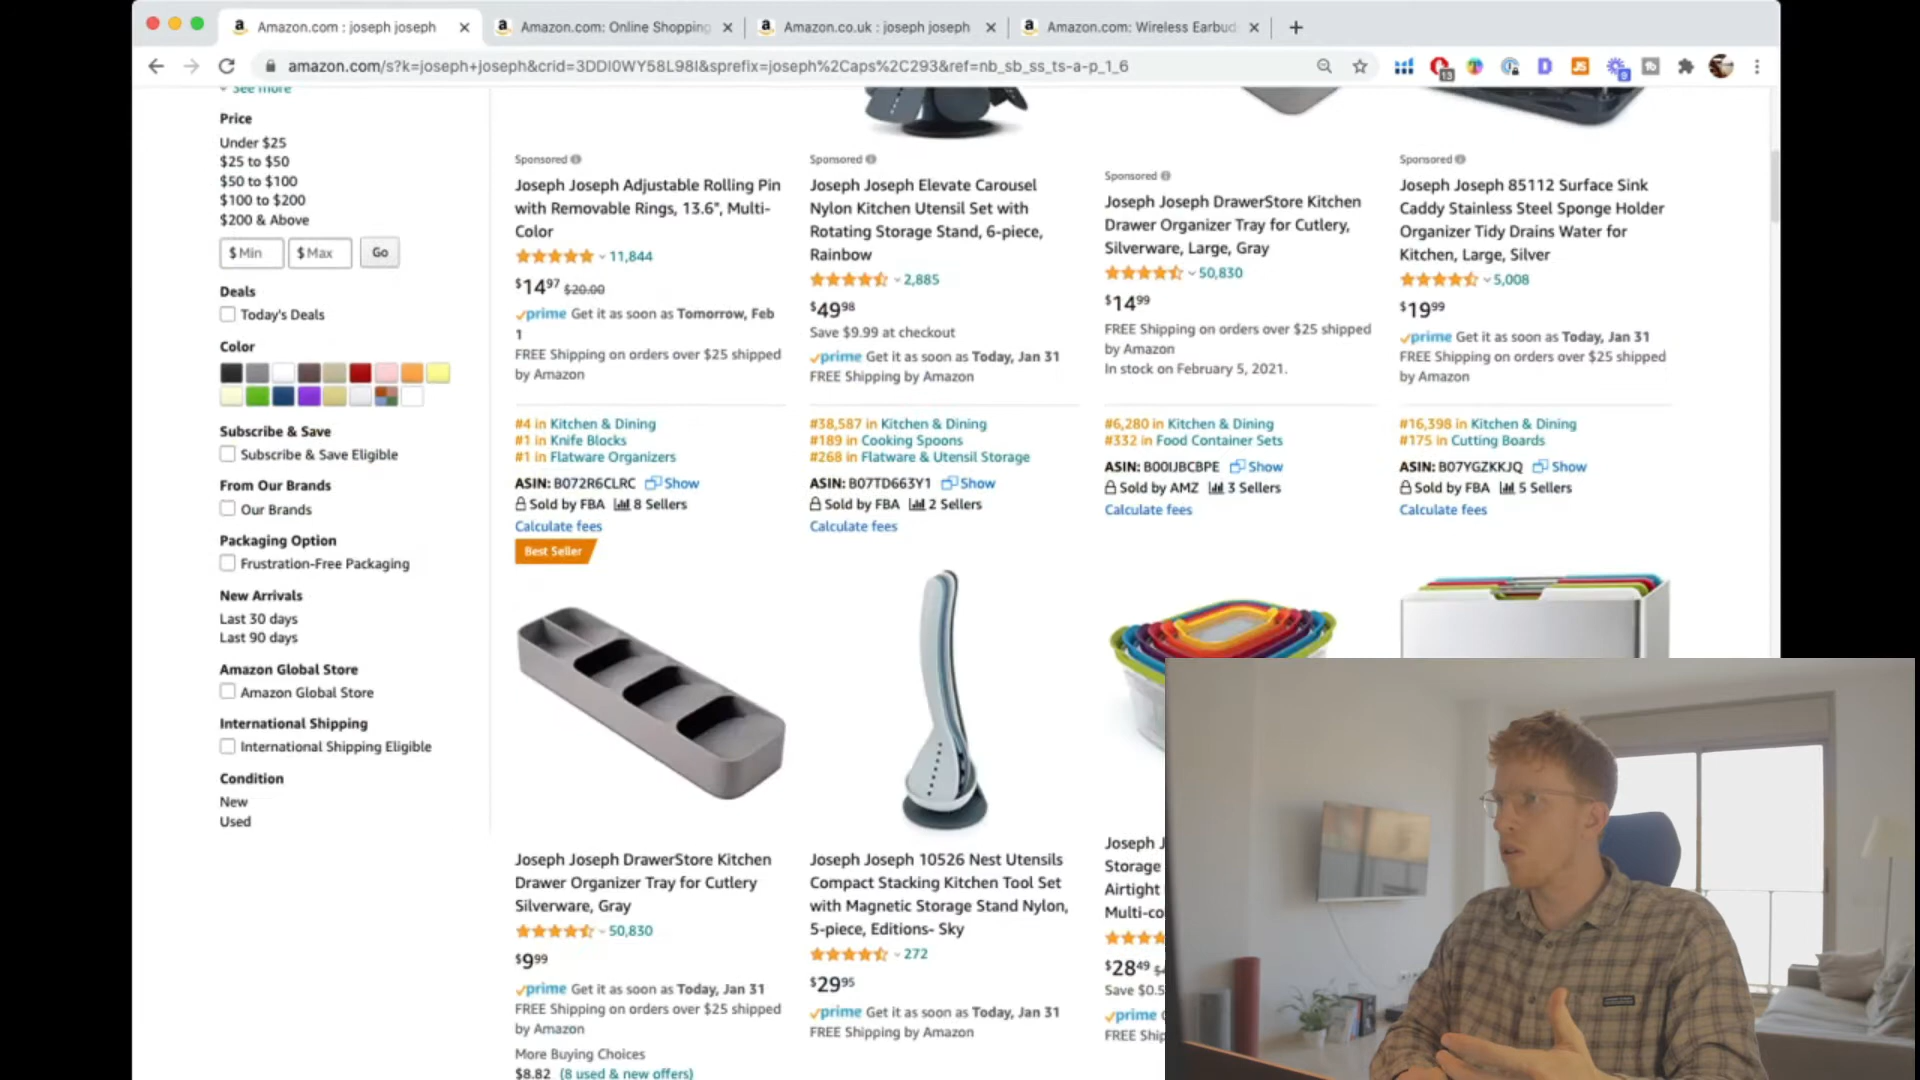 Amazon.com : joseph joseph
Amazon.com: Online Shopping
Amazon.co.uk : joseph joseph
Amazon.com: Wireless Earbud
amazon.com/s?k=joseph+joseph&crid=3DDI0WY58L98I&sprefix=joseph%2Caps%2C293&ref=nb_sb_ss_ts-a-p_1_6
13
9
See more
Price
Under $25
$25 to $50
$50 to $100
$100 to $200
$200 & Above
$ Min
$ Max
Go
Deals
Today's Deals
Color
Subscribe & Save
Subscribe & Save Eligible
From Our Brands
Our Brands
Packaging Option
Frustration-Free Packaging
New Arrivals
Last 30 days
Last 90 days
Amazon Global Store
Amazon Global Store
International Shipping
International Shipping Eligible
Condition
New
Used
Sponsored
Joseph Joseph Adjustable Rolling Pin
with Removable Rings, 13.6", Multi-
Color
11,844
$1497 $20.00
prime Get it as soon as Tomorrow, Feb
1
FREE Shipping on orders over $25 shipped
by Amazon
#4 in Kitchen & Dining
#1 in Knife Blocks
#1 in Flatware Organizers
ASIN: B072R6CLRC Show
Sold by FBA 8 Sellers
Calculate fees
Best Seller
Joseph Joseph DrawerStore Kitchen
Drawer Organizer Tray for Cutlery
Silverware, Gray
50,830
$999
prime Get it as soon as Today, Jan 31
FREE Shipping on orders over $25 shipped
by Amazon
More Buying Choices
$8.82 (8 used & new offers)
Sponsored
Joseph Joseph Elevate Carousel
Nylon Kitchen Utensil Set with
Rotating Storage Stand, 6-piece,
Rainbow
2,885
$4998
Save $9.99 at checkout
prime Get it as soon as Today, Jan 31
FREE Shipping by Amazon
#38,587 in Kitchen & Dining
#189 in Cooking Spoons
#268 in Flatware & Utensil Storage
ASIN: B07TD663Y1 Show
Sold by FBA 2 Sellers
Calculate fees
Joseph Joseph 10526 Nest Utensils
Compact Stacking Kitchen Tool Set
with Magnetic Storage Stand Nylon,
5-piece, Editions- Sky
272
$2995
prime Get it as soon as Today, Jan 31
FREE Shipping by Amazon
Sponsored
Joseph Joseph DrawerStore Kitchen
Drawer Organizer Tray for Cutlery,
Silverware, Large, Gray
50,830
$1499
FREE Shipping on orders over $25 shipped
by Amazon
In stock on February 5, 2021.
#6,280 in Kitchen & Dining
#332 in Food Container Sets
ASIN: B00IJBCBPE Show
Sold by AMZ 3 Sellers
Calculate fees
Joseph J
Storage
Airtight
Multi-co
$2849
Save $0.5
prime
FREE Ship
Sponsored
Joseph Joseph 85112 Surface Sink
Caddy Stainless Steel Sponge Holder
Organizer Tidy Drains Water for
Kitchen, Large, Silver
5,008
$1999
prime Get it as soon as Today, Jan 31
FREE Shipping on orders over $25 shipped
by Amazon
#16,398 in Kitchen & Dining
#175 in Cutting Boards
ASIN: B07YGZKKJQ Show
Sold by FBA 5 Sellers
Calculate fees